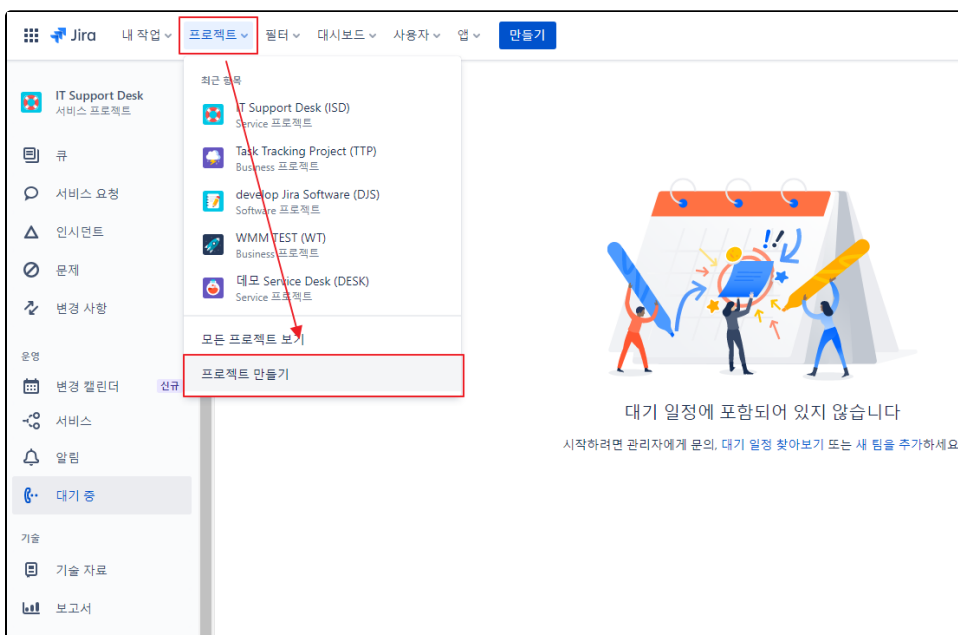 Jira 내 작업 프로젝트 필터 대시보드 사용자 앱 만들기
IT Support Desk
서비스 프로젝트
큐
서비스 요청
인시던트
문제
변경 사항
운영
변경 캘린더 신규
서비스
알림
대기 중
기술
기술 자료
보고서
최근 항목
IT Support Desk (ISD)
Service 프로젝트
Task Tracking Project (TTP)
Business 프로젝트
develop Jira Software (DJS)
Software 프로젝트
WMM TEST (WT)
Business 프로젝트
데모 Service Desk (DESK)
Service 프로젝트
모든 프로젝트 보기
프로젝트 만들기
대기 일정에 포함되어 있지 않습니다
시작하려면 관리자에게 문의, 대기 일정 찾아보기 또는 새 팀을 추가하세요